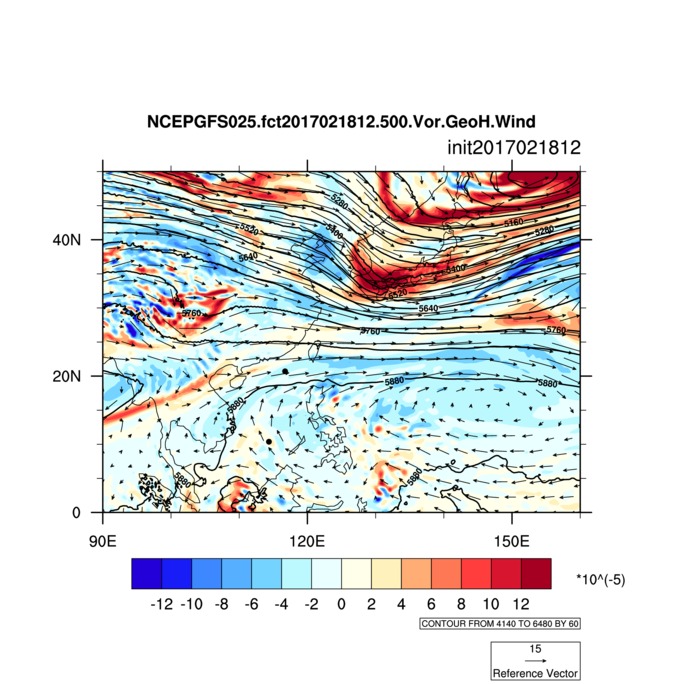 NCEPGFS025.fct2017021812.500.Vor.GeoH.Wind
init2017021812
5280
5160
5520
5400
5280
40N
5640
5400
5520
5640
5760
5760
5760
20N
5880
5880
5880
5880
5880
0
90E 120E 150E
-12 -10 -8 -6 -4 -2 0 2 4 6 8 10 12
*10^(-5)
CONTOUR FROM 4140 TO 6480 BY 60
15
Reference Vector